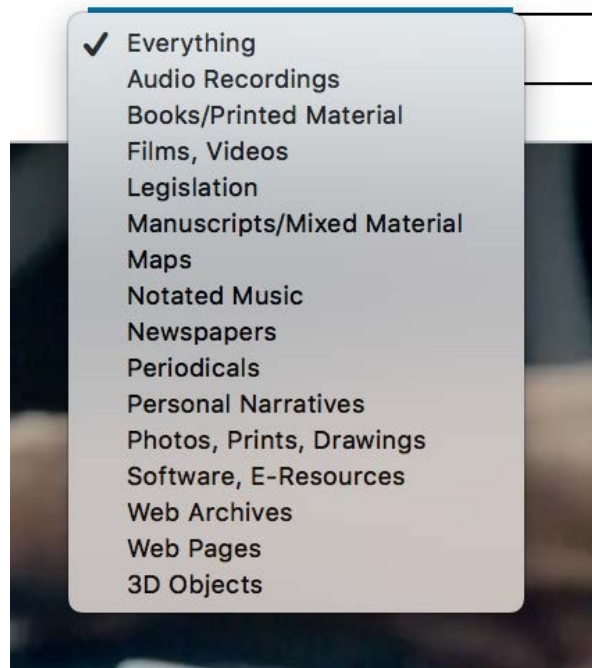 Everything
Audio Recordings
Books/Printed Material
Films, Videos
Legislation
Manuscripts/Mixed Material
Maps
Notated Music
Newspapers
Periodicals
Personal Narratives
Photos, Prints, Drawings
Software, E-Resources
Web Archives
Web Pages
3D Objects